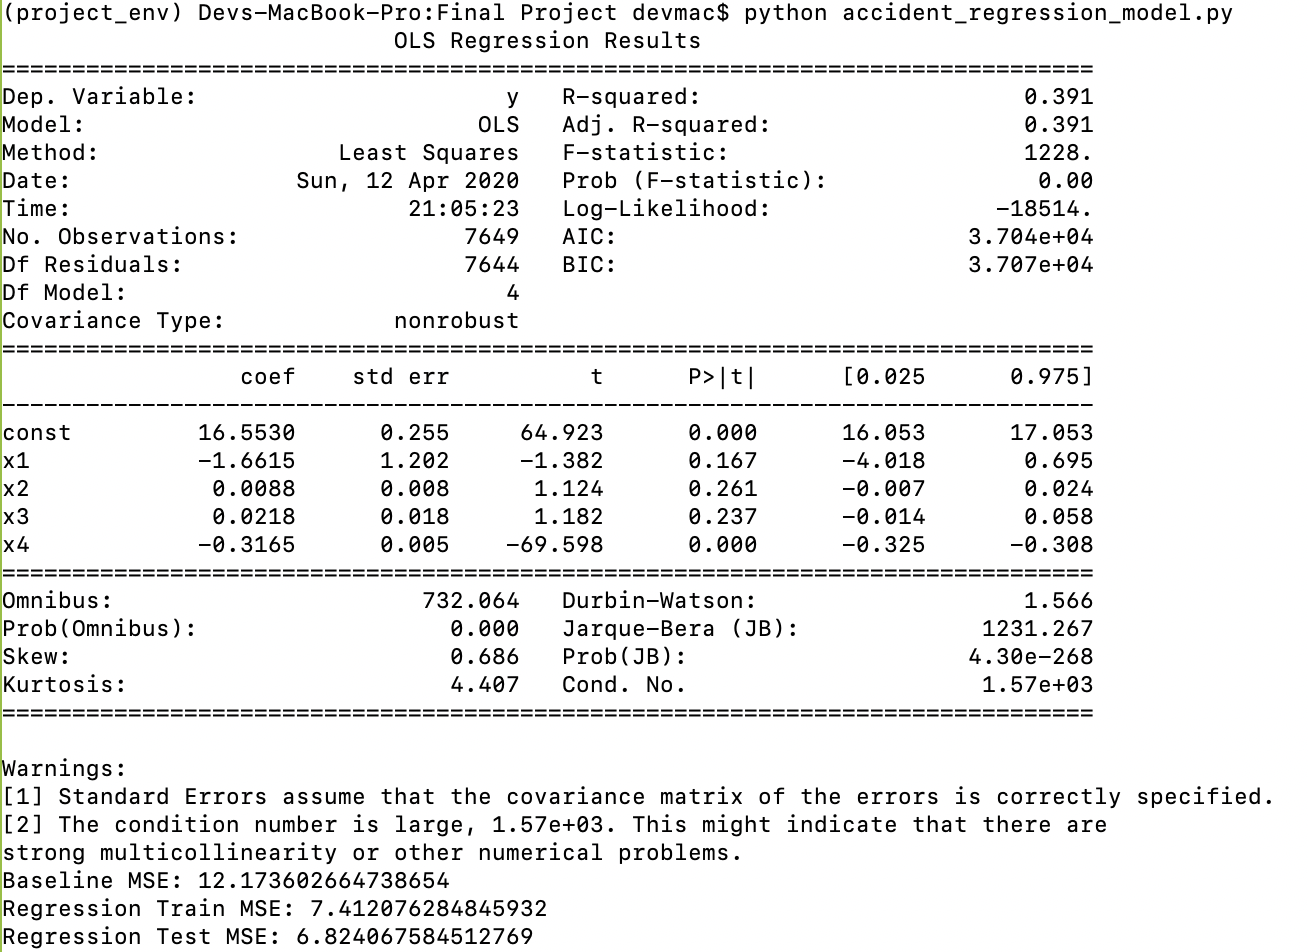 (project_env) Devs-MacBook-Pro:Final Project devmac$ python accident_regression_model.py
                            OLS Regression Results
==============================================================================
Dep. Variable:                      y   R-squared:                       0.391
Model:                            OLS   Adj. R-squared:                  0.391
Method:                 Least Squares   F-statistic:                     1228.
Date:                Sun, 12 Apr 2020   Prob (F-statistic):               0.00
Time:                        21:05:23   Log-Likelihood:                -18514.
No. Observations:                7649   AIC:                         3.704e+04
Df Residuals:                    7644   BIC:                         3.707e+04
Df Model:                           4
Covariance Type:            nonrobust
==============================================================================
                 coef    std err          t      P>|t|      [0.025      0.975]
------------------------------------------------------------------------------
const         16.5530      0.255     64.923      0.000      16.053      17.053
x1            -1.6615      1.202     -1.382      0.167      -4.018       0.695
x2             0.0088      0.008      1.124      0.261      -0.007       0.024
x3             0.0218      0.018      1.182      0.237      -0.014       0.058
x4            -0.3165      0.005    -69.598      0.000      -0.325      -0.308
==============================================================================
Omnibus:                      732.064   Durbin-Watson:                   1.566
Prob(Omnibus):                  0.000   Jarque-Bera (JB):             1231.267
Skew:                           0.686   Prob(JB):                    4.30e-268
Kurtosis:                       4.407   Cond. No.                     1.57e+03
==============================================================================

Warnings:
[1] Standard Errors assume that the covariance matrix of the errors is correctly specified.
[2] The condition number is large, 1.57e+03. This might indicate that there are
strong multicollinearity or other numerical problems.
Baseline MSE: 12.173602664738654
Regression Train MSE: 7.412076284845932
Regression Test MSE: 6.824067584512769